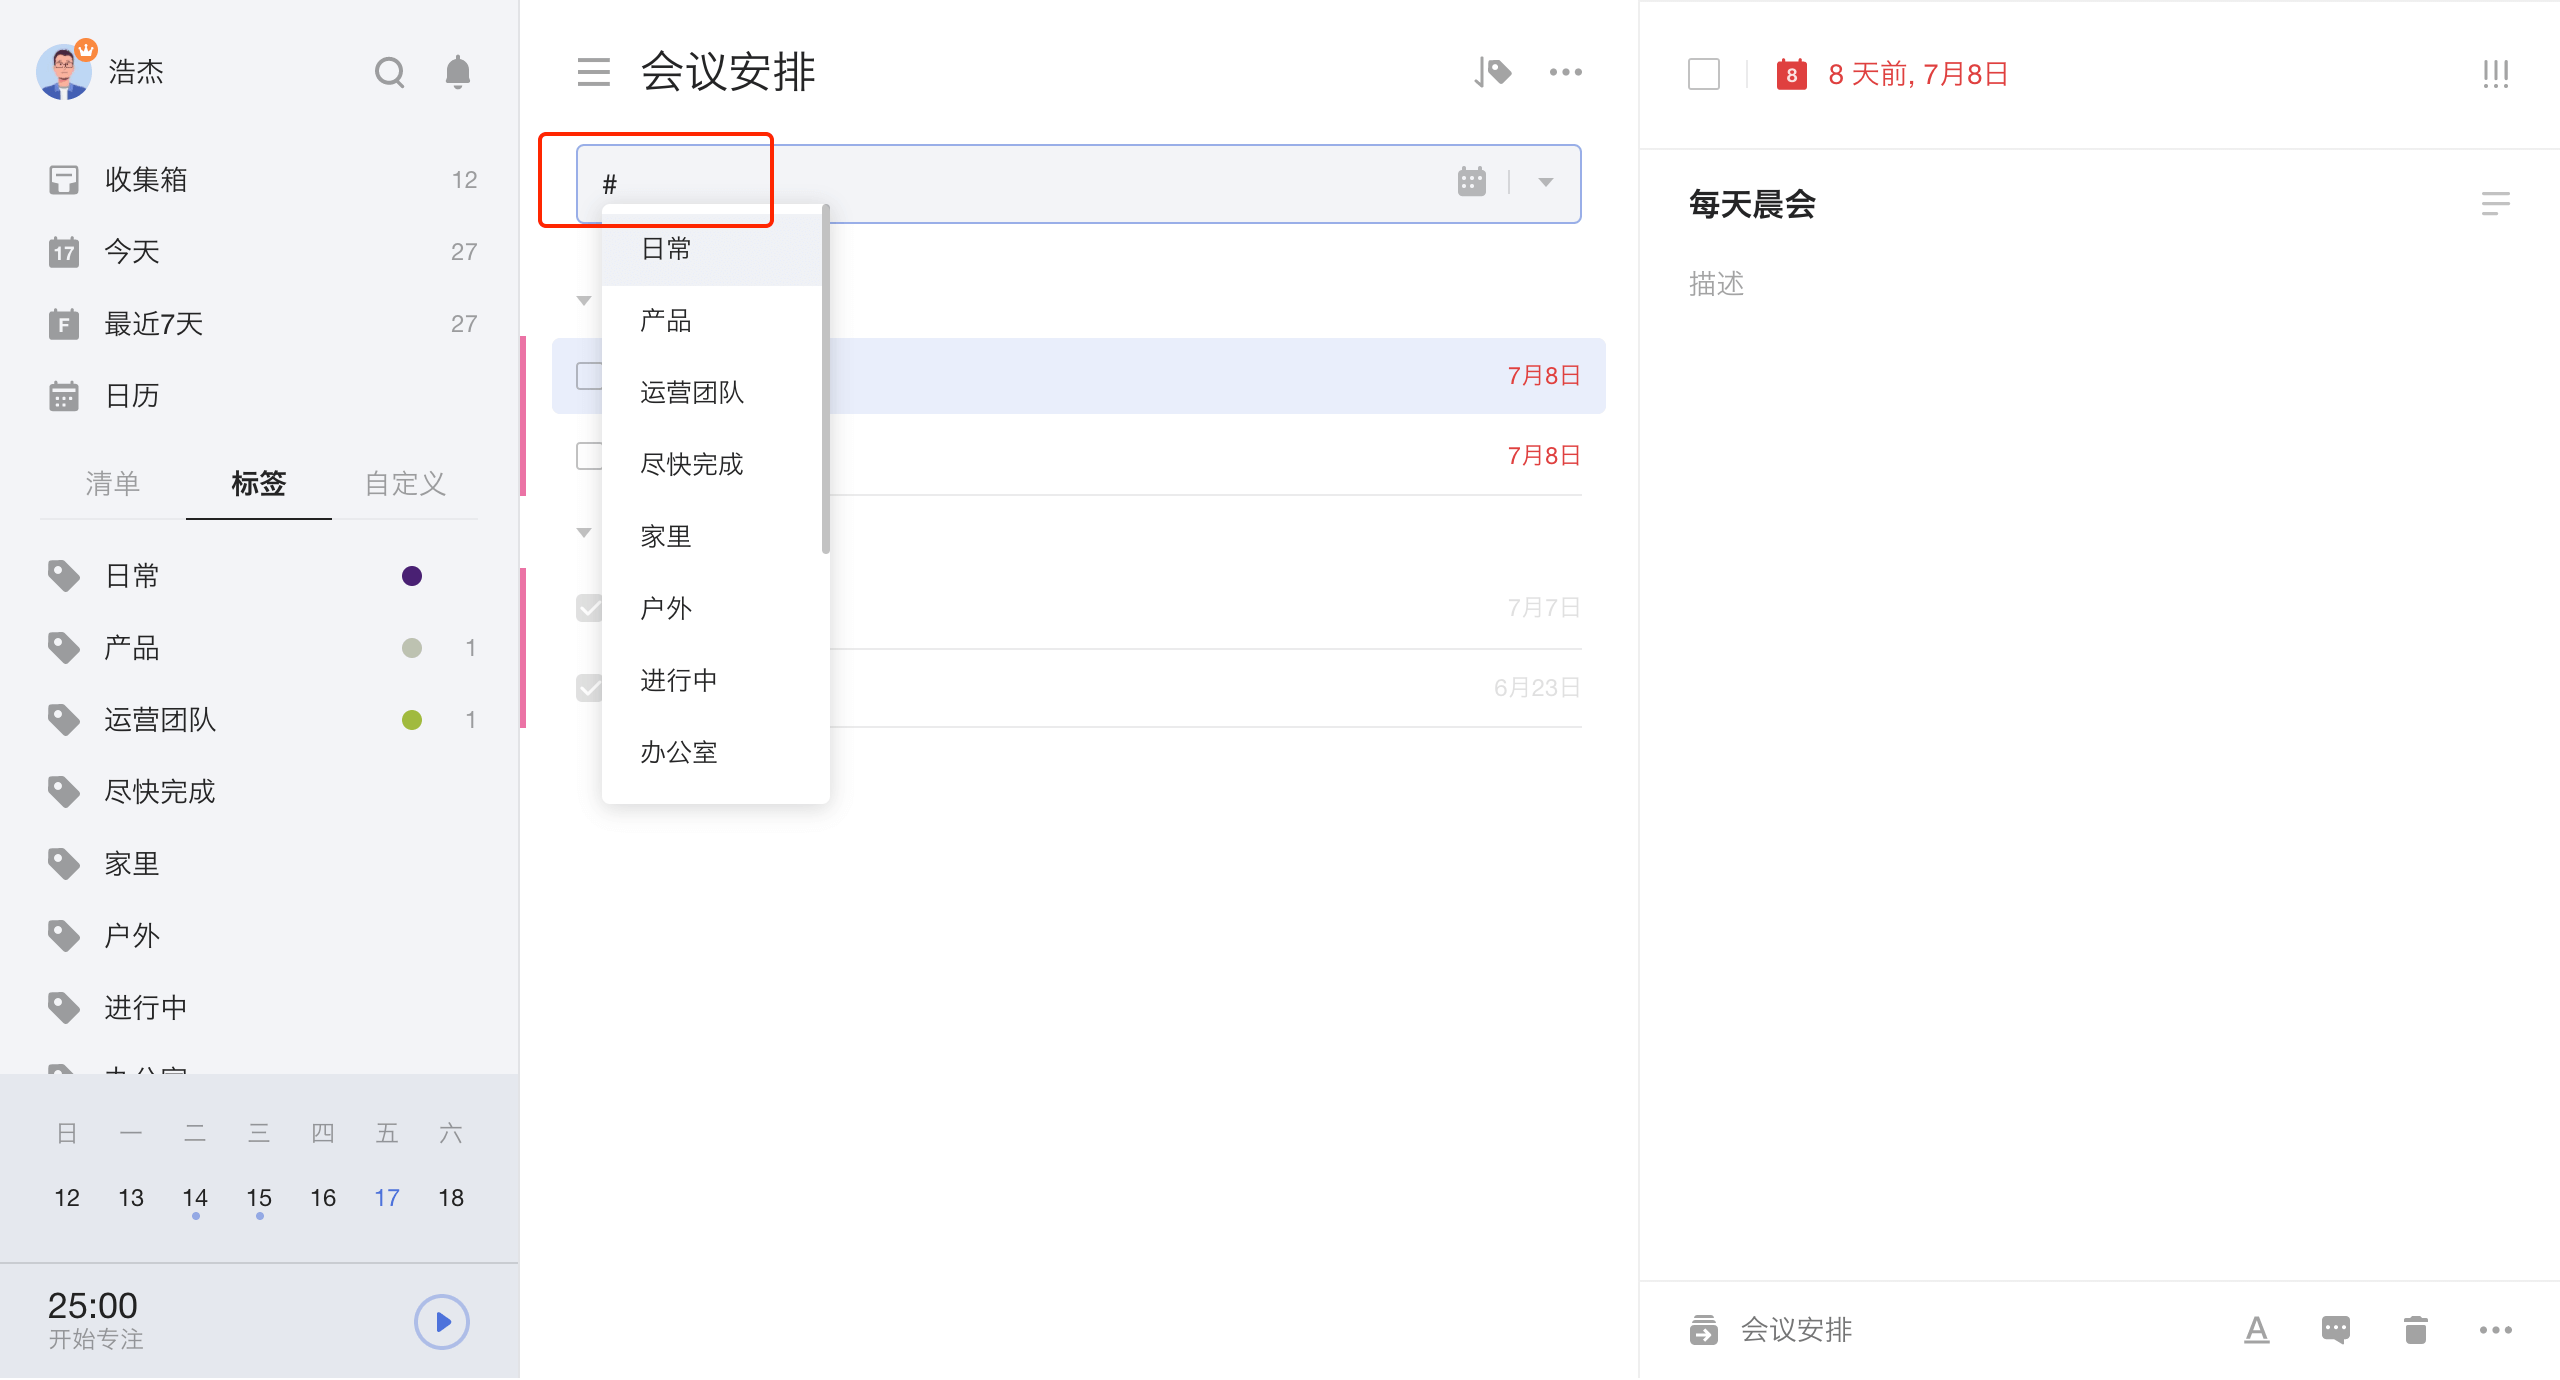 浩杰
收集箱 12
17 今天 27
F 最近7天 27
日历
清单 标签 自定义
日常
产品 1
运营团队 1
尽快完成
家里
户外
进行中
办公室
日 一 二 三 四 五 六
12 13 14 15 16 17 18
25:00
开始专注
会议安排
#
日常
产品
运营团队
尽快完成
家里
户外
进行中
办公室
7月8日
7月8日
7月7日
6月23日
8 8 天前, 7月8日
每天晨会
描述
会议安排 A